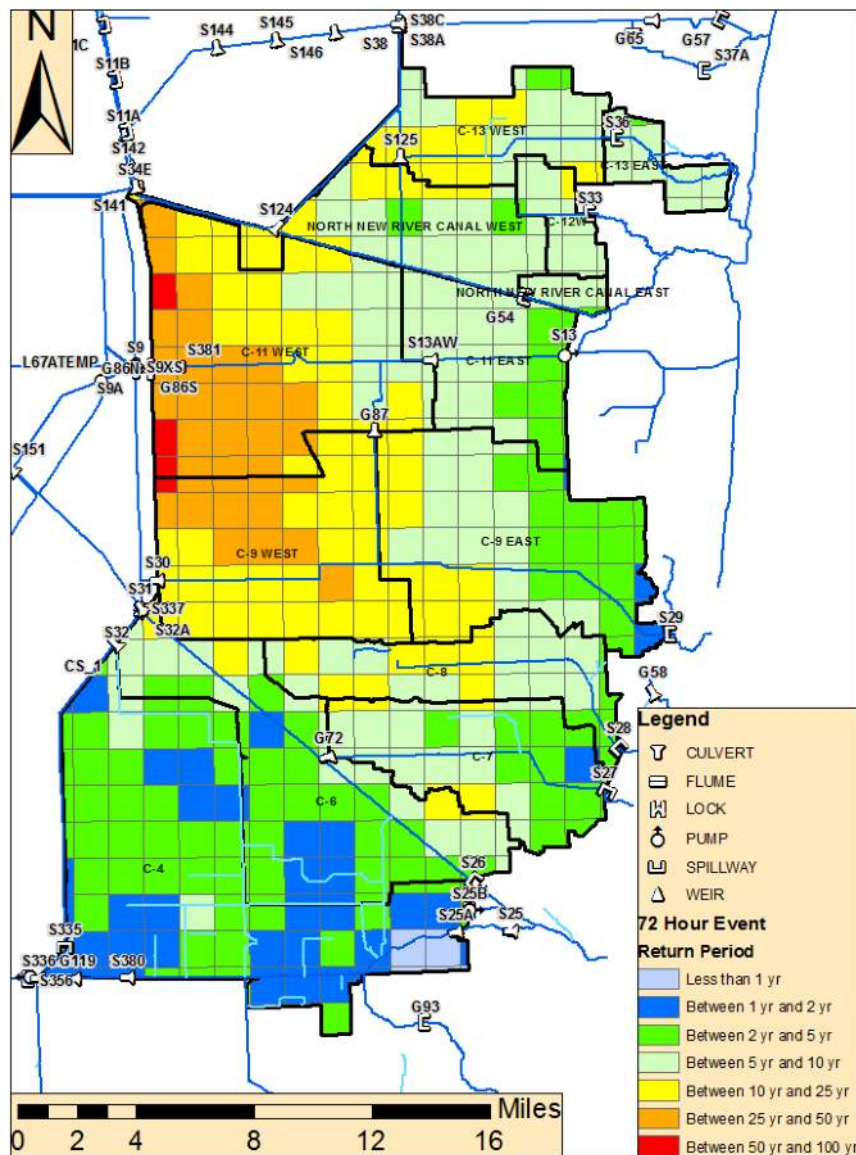 N
S38C
S145
S144
S146
S38
S38A
G65
G57
S37A
1C
S11B
S11A
S142
S34E
S141
C-13 WEST
S36
S125
C-13 EAST
S124
S33
NORTH NEW RIVER CANAL WEST
C-12W
NORTH NEW RIVER CANAL EAST
G54
S13
S9
S381
L67ATEMP
G86N
S9XS
C-11 WEST
S13AW
C-11 EAST
S9A
G86S
G87
S151
C-9 EAST
C-9 WEST
S30
S31
S337
S32
S32A
S29
CS_1
C-8
G58
S28
G72
C-7
S27
C-6
C-4
S26
S25B
S25A
S25
S335
S336
G119
S380
S356
G93
Legend
CULVERT
FLUME
LOCK
PUMP
SPILLWAY
WEIR
72 Hour Event
Return Period
Less than 1 yr
Between 1 yr and 2 yr
Between 2 yr and 5 yr
Between 5 yr and 10 yr
Between 10 yr and 25 yr
Between 25 yr and 50 yr
Between 50 yr and 100 yr
Miles
0 2 4 8 12 16